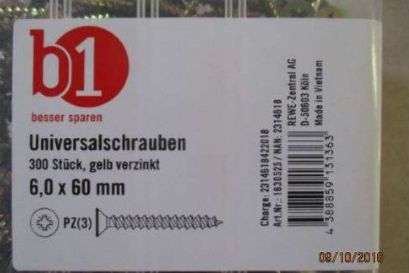 b1
besser sparen
Universalschrauben
300 Stück, gelb verzinkt
6,0 x 60 mm
PZ(3)
Charge: 2314618422018
Art.Nr.: 1630525 / NAN: 2314618
REWE-Zentral AG
D-50603 Köln
Made in Vietnam
4 388859 131363
09/10/2018